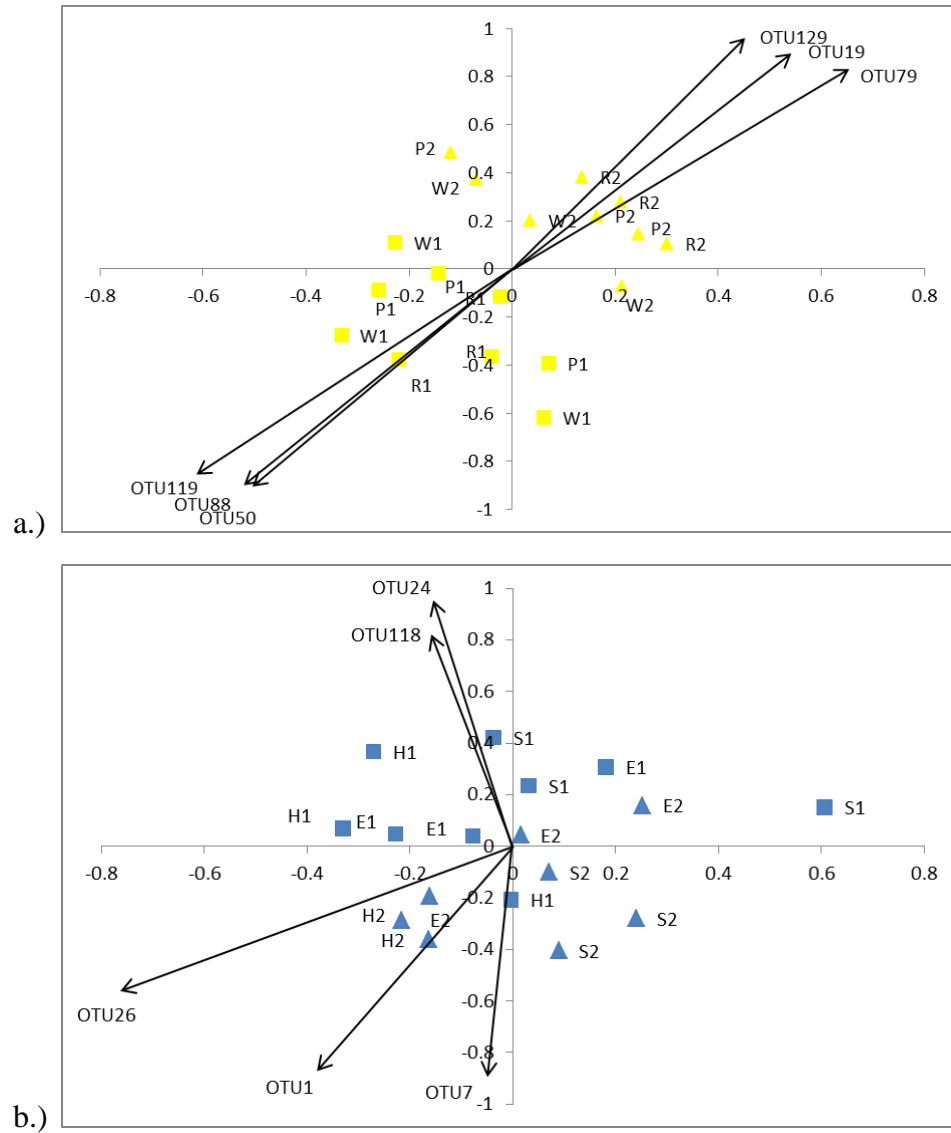 1
OTU129
OTU19
0.8
OTU79
0.6
P2
0.4
W2
R2
R2
0.2
W2
P2
P2
W1
R2
-0.8
-0.6
-0.4
-0.2
0
0
0.2
0.4
0.6
0.8
P1
R1
P1
-0.2
W2
W1
R1
-0.4
P1
R1
-0.6
W1
-0.8
OTU119
OTU88
OTU50
-1
a.)
1
OTU24
OTU118
0.8
0.6
0.4
S1
H1
E1
0.2
S1
E2
S1
H1
E1
E1
E2
0
-0.8
-0.6
-0.4
-0.2
0
0.2
0.4
0.6
0.8
S2
-0.2
H1
H2
E2
S2
H2
-0.4
S2
-0.6
OTU26
-0.8
OTU1
OTU7
-1
b.)